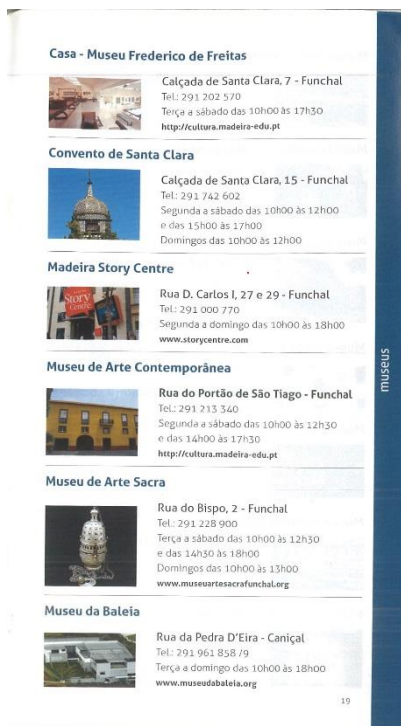 Casa - Museu Frederico de Freitas
Calçada de Santa Clara, 7 - Funchal
Tel.: 291 202 570
Terça a sábado das 10h00 às 17h30
http://cultura.madeira-edu.pt
Convento de Santa Clara
Calçada de Santa Clara, 15 - Funchal
Tel.: 291 742 602
Segunda a sábado das 10h00 às 12h00
e das 15h00 às 17h00
Domingos das 10h00 às 12h00
Madeira Story Centre
Story
Centre
Rua D. Carlos I, 27 e 29 - Funchal
Tel.: 291 000 770
Segunda a domingo das 10h00 às 18h00
www.storycentre.com
Museu de Arte Contemporânea
Rua do Portão de São Tiago - Funchal
Tel.: 291 213 340
Segunda a sábado das 10h00 às 12h30
e das 14h00 às 17h30
http://cultura.madeira-edu.pt
museus
Museu de Arte Sacra
Rua do Bispo, 2 - Funchal
Tel.: 291 228 900
Terça a sábado das 10h00 às 12h30
e das 14h30 às 18h00
Domingos das 10h00 às 13h00
www.museuartesacrafunchal.org
Museu da Baleia
Rua da Pedra D'Eira - Caniçal
Tel.: 291 961 858 /9
Terça a domingo das 10h00 às 18h00
www.museudabaleia.org
19